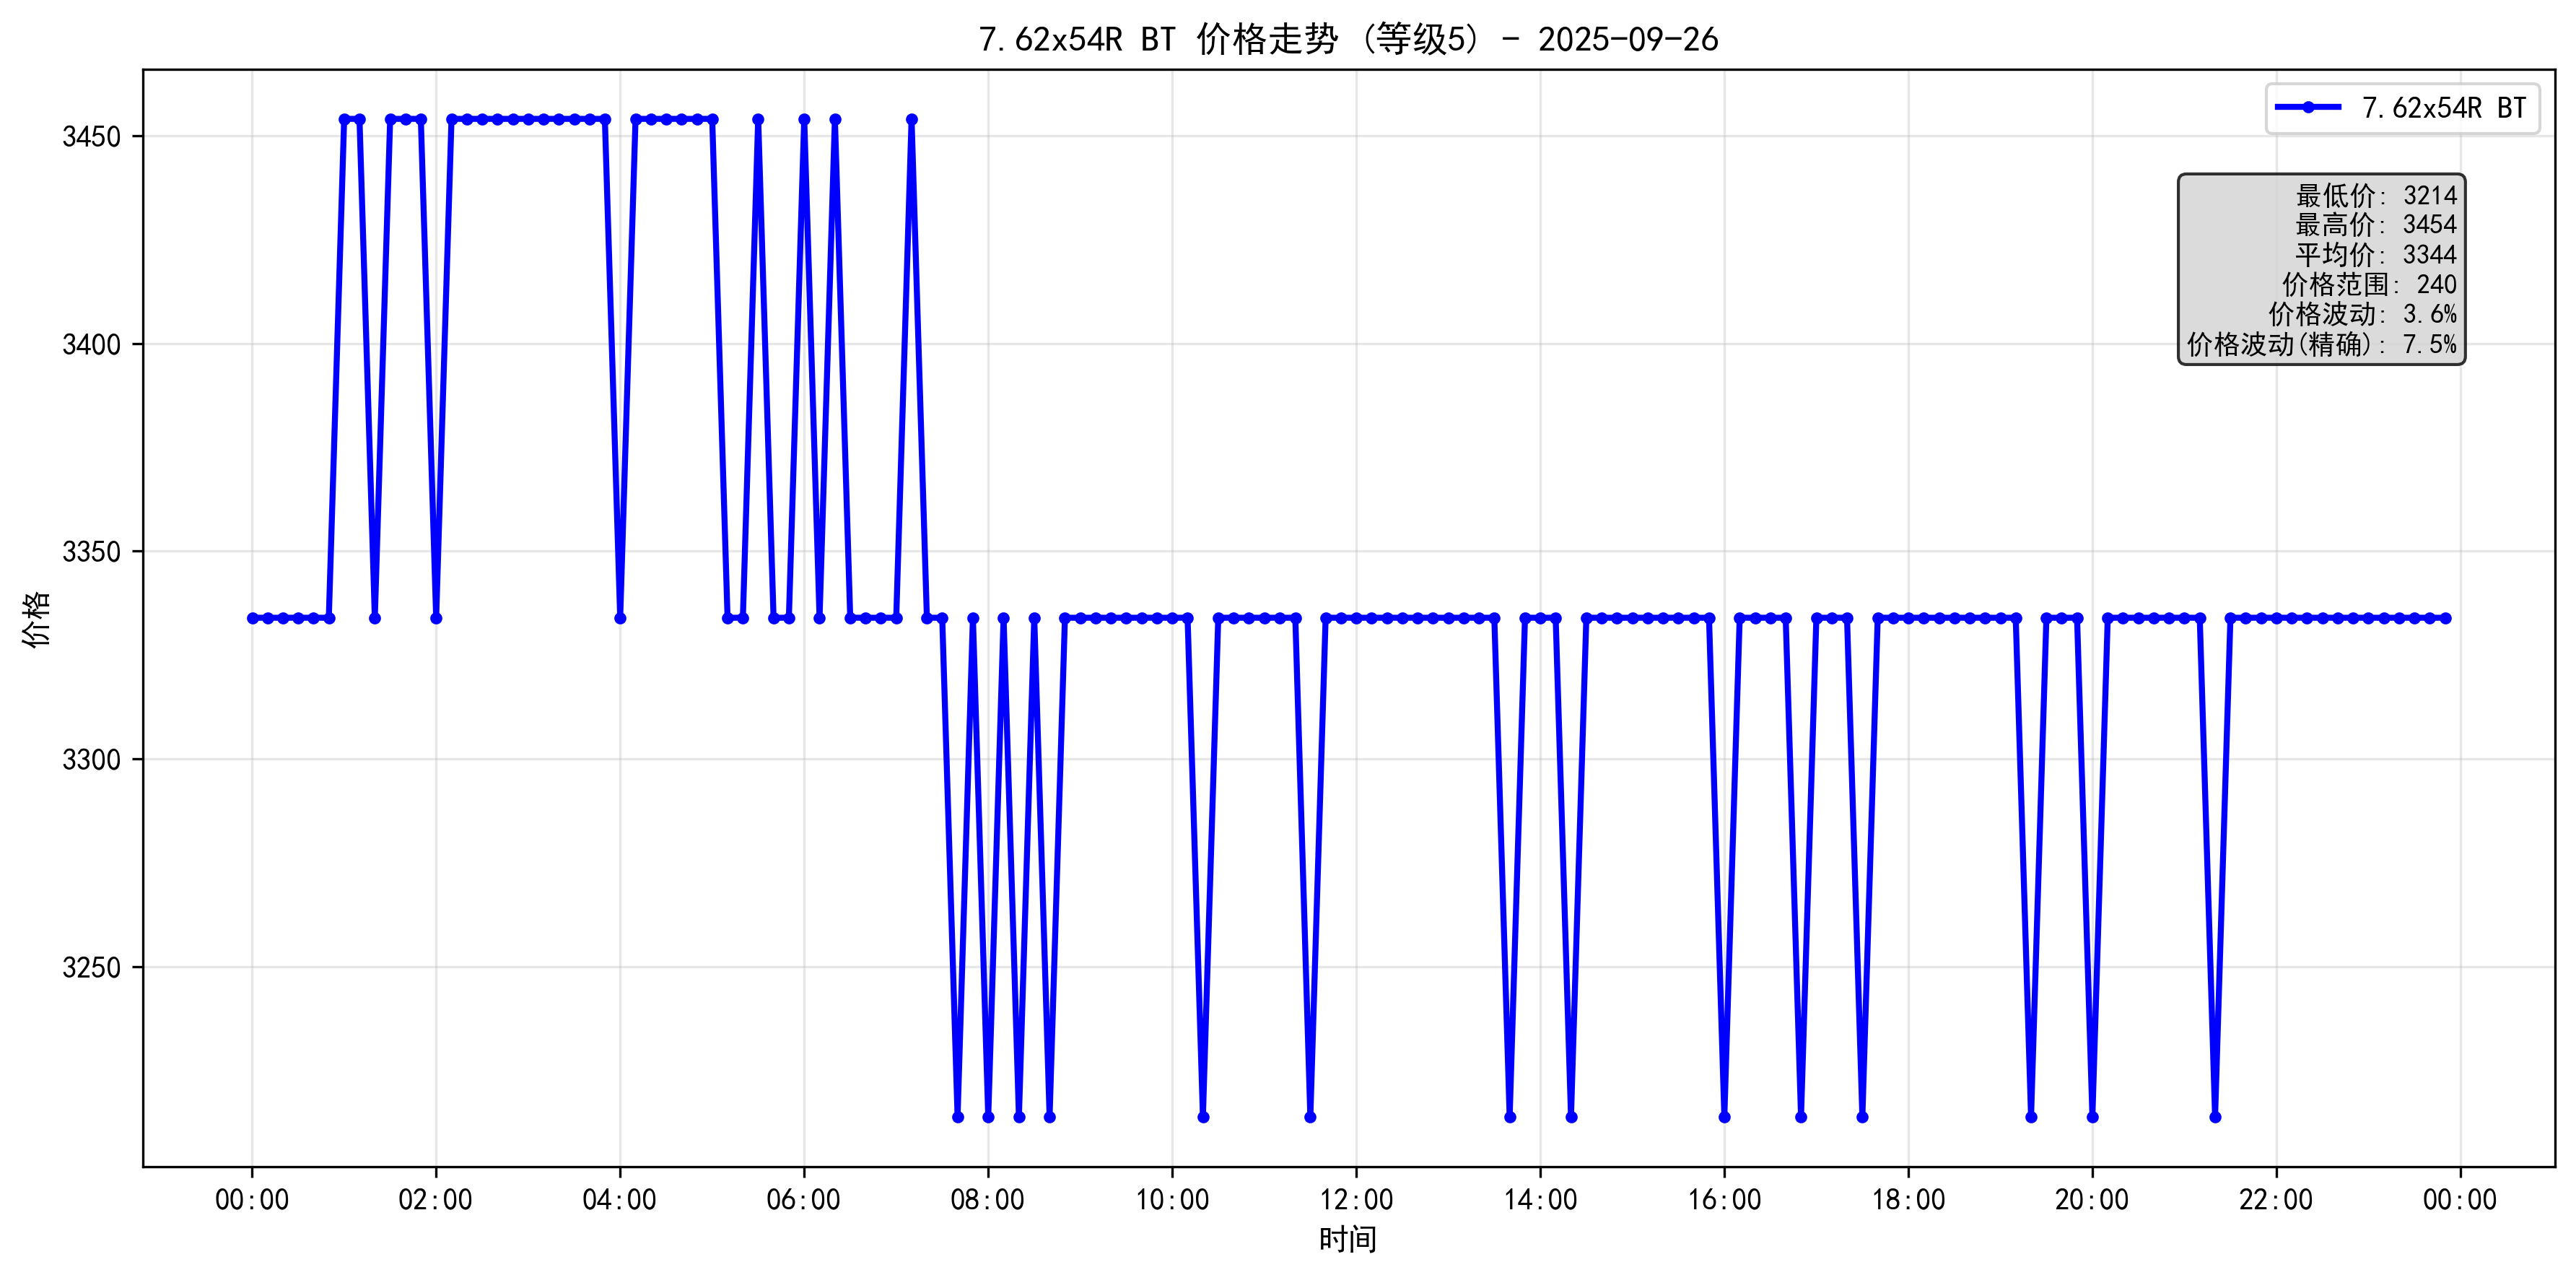 7.62x54R BT 价格走势 (等级5) - 2025-09-26
7.62x54R BT
最低价: 3214
最高价: 3454
平均价: 3344
价格范围: 240
价格波动: 3.6%
价格波动(精确): 7.5%
价格
3450
3400
3350
3300
3250
00:00 02:00 04:00 06:00 08:00 10:00 12:00 14:00 16:00 18:00 20:00 22:00 00:00
时间